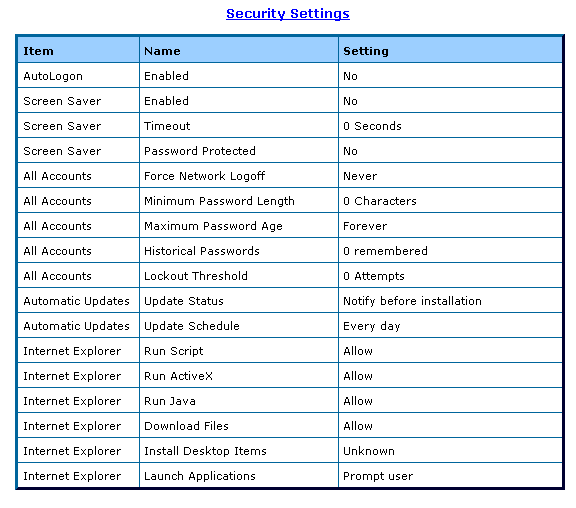 Security Settings
Item Name Setting
AutoLogon Enabled No
Screen Saver Enabled No
Screen Saver Timeout 0 Seconds
Screen Saver Password Protected No
All Accounts Force Network Logoff Never
All Accounts Minimum Password Length 0 Characters
All Accounts Maximum Password Age Forever
All Accounts Historical Passwords 0 remembered
All Accounts Lockout Threshold 0 Attempts
Automatic Updates Update Status Notify before installation
Automatic Updates Update Schedule Every day
Internet Explorer Run Script Allow
Internet Explorer Run ActiveX Allow
Internet Explorer Run Java Allow
Internet Explorer Download Files Allow
Internet Explorer Install Desktop Items Unknown
Internet Explorer Launch Applications Prompt user